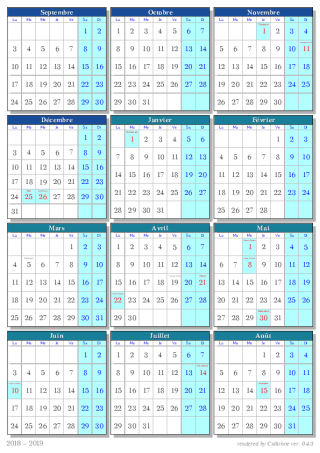 Septembre
Lu Ma Me Je Ve Sa Di
1 2
3 4 5 6 7 8 9
10 11 12 13 14 15 16
17 18 19 20 21 22 23
24 25 26 27 28 29 30
Octobre
Lu Ma Me Je Ve Sa Di
1 2 3 4 5 6 7
8 9 10 11 12 13 14
15 16 17 18 19 20 21
22 23 24 25 26 27 28
29 30 31
Novembre
Lu Ma Me Je Ve Sa Di
1 2 3 4
5 6 7 8 9 10 11
12 13 14 15 16 17 18
19 20 21 22 23 24 25
26 27 28 29 30
Décembre
Lu Ma Me Je Ve Sa Di
1 2
3 4 5 6 7 8 9
10 11 12 13 14 15 16
17 18 19 20 21 22 23
24 25 26 27 28 29 30
31
Janvier
Lu Ma Me Je Ve Sa Di
1 2 3 4 5 6
7 8 9 10 11 12 13
14 15 16 17 18 19 20
21 22 23 24 25 26 27
28 29 30 31
Février
Lu Ma Me Je Ve Sa Di
1 2 3
4 5 6 7 8 9 10
11 12 13 14 15 16 17
18 19 20 21 22 23 24
25 26 27 28
Mars
Lu Ma Me Je Ve Sa Di
1 2 3
4 5 6 7 8 9 10
11 12 13 14 15 16 17
18 19 20 21 22 23 24
25 26 27 28 29 30 31
Avril
Lu Ma Me Je Ve Sa Di
1 2 3 4 5 6 7
8 9 10 11 12 13 14
15 16 17 18 19 20 21
22 23 24 25 26 27 28
29 30
Mai
Lu Ma Me Je Ve Sa Di
1 2 3 4 5
6 7 8 9 10 11 12
13 14 15 16 17 18 19
20 21 22 23 24 25 26
27 28 29 30 31
Juin
Lu Ma Me Je Ve Sa Di
1 2
3 4 5 6 7 8 9
10 11 12 13 14 15 16
17 18 19 20 21 22 23
24 25 26 27 28 29 30
Juillet
Lu Ma Me Je Ve Sa Di
1 2 3 4 5 6 7
8 9 10 11 12 13 14
15 16 17 18 19 20 21
22 23 24 25 26 27 28
29 30 31
Août
Lu Ma Me Je Ve Sa Di
1 2 3 4
5 6 7 8 9 10 11
12 13 14 15 16 17 18
19 20 21 22 23 24 25
26 27 28 29 30 31
2018 – 2019
rendered by Calirhoe ver. 0.4.3